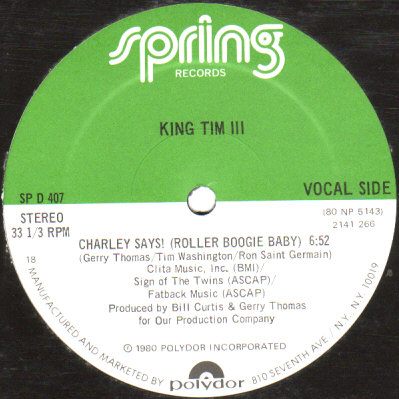 spring
RECORDS
KING TIM III
SP D 407
VOCAL SIDE
STEREO
33 1/3 RPM
(80 NP 5143)
2141 266
CHARLEY SAYS! (ROLLER BOOGIE BABY) 6:52
(Gerry Thomas/Tim Washington/Ron Saint Germain)
Clita Music, Inc. (BMI)/
Sign of The Twins (ASCAP)/
Fatback Music (ASCAP)
Produced by Bill Curtis & Gerry Thomas
for Our Production Company
18
℗ 1980 POLYDOR INCORPORATED
MANUFACTURED AND MARKETED BY polydor 810 SEVENTH AVE / N.Y. N.Y. 10019